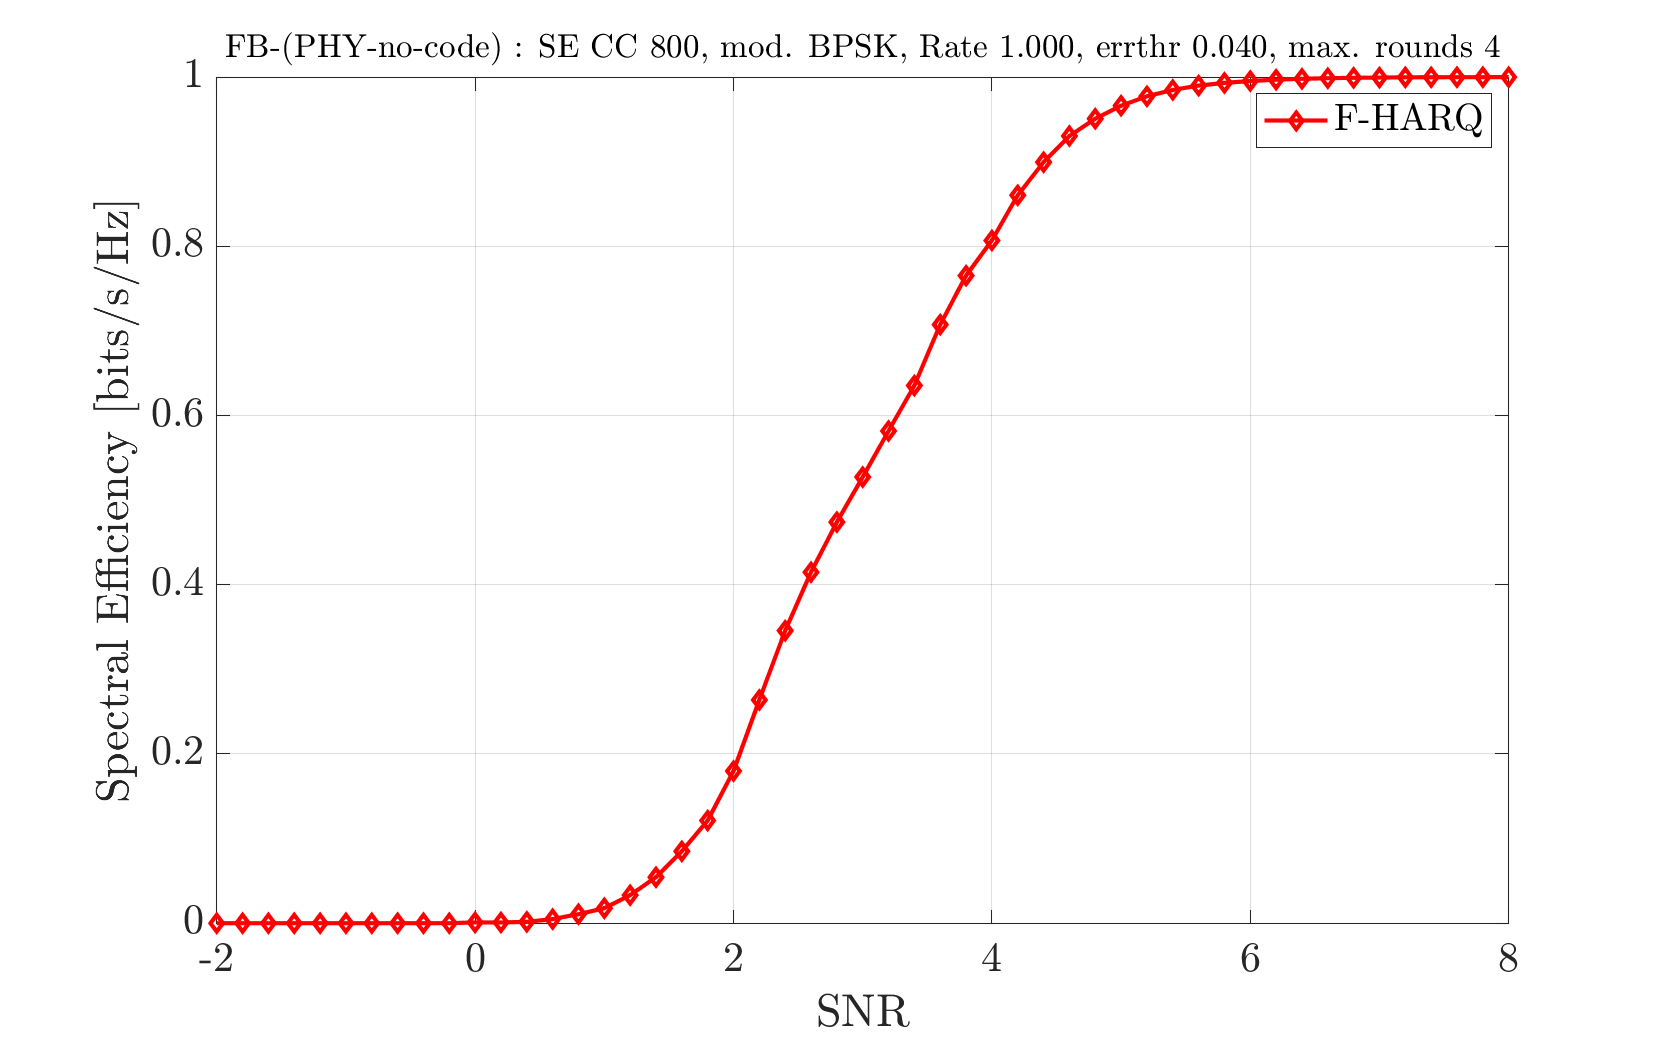 FB-(PHY-no-code) : SE CC 800, mod. BPSK, Rate 1.000, errthr 0.040, max. rounds 4
1
F-HARQ
0.8
0.6
0.4
0.2
0
Spectral Efficiency [bits/s/Hz]
-2 0 2 4 6 8
SNR